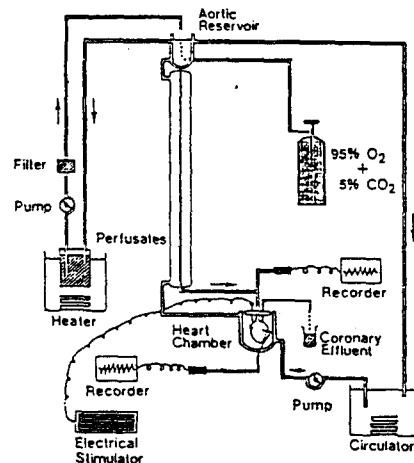 Aortic
Reservoir
Filter
Pump
Perfusates
Heater
95% O₂
+
5% CO₂
Recorder
Heart
Chamber
Coronary
Effluent
Recorder
Pump
Electrical
Stimulator
Circulator